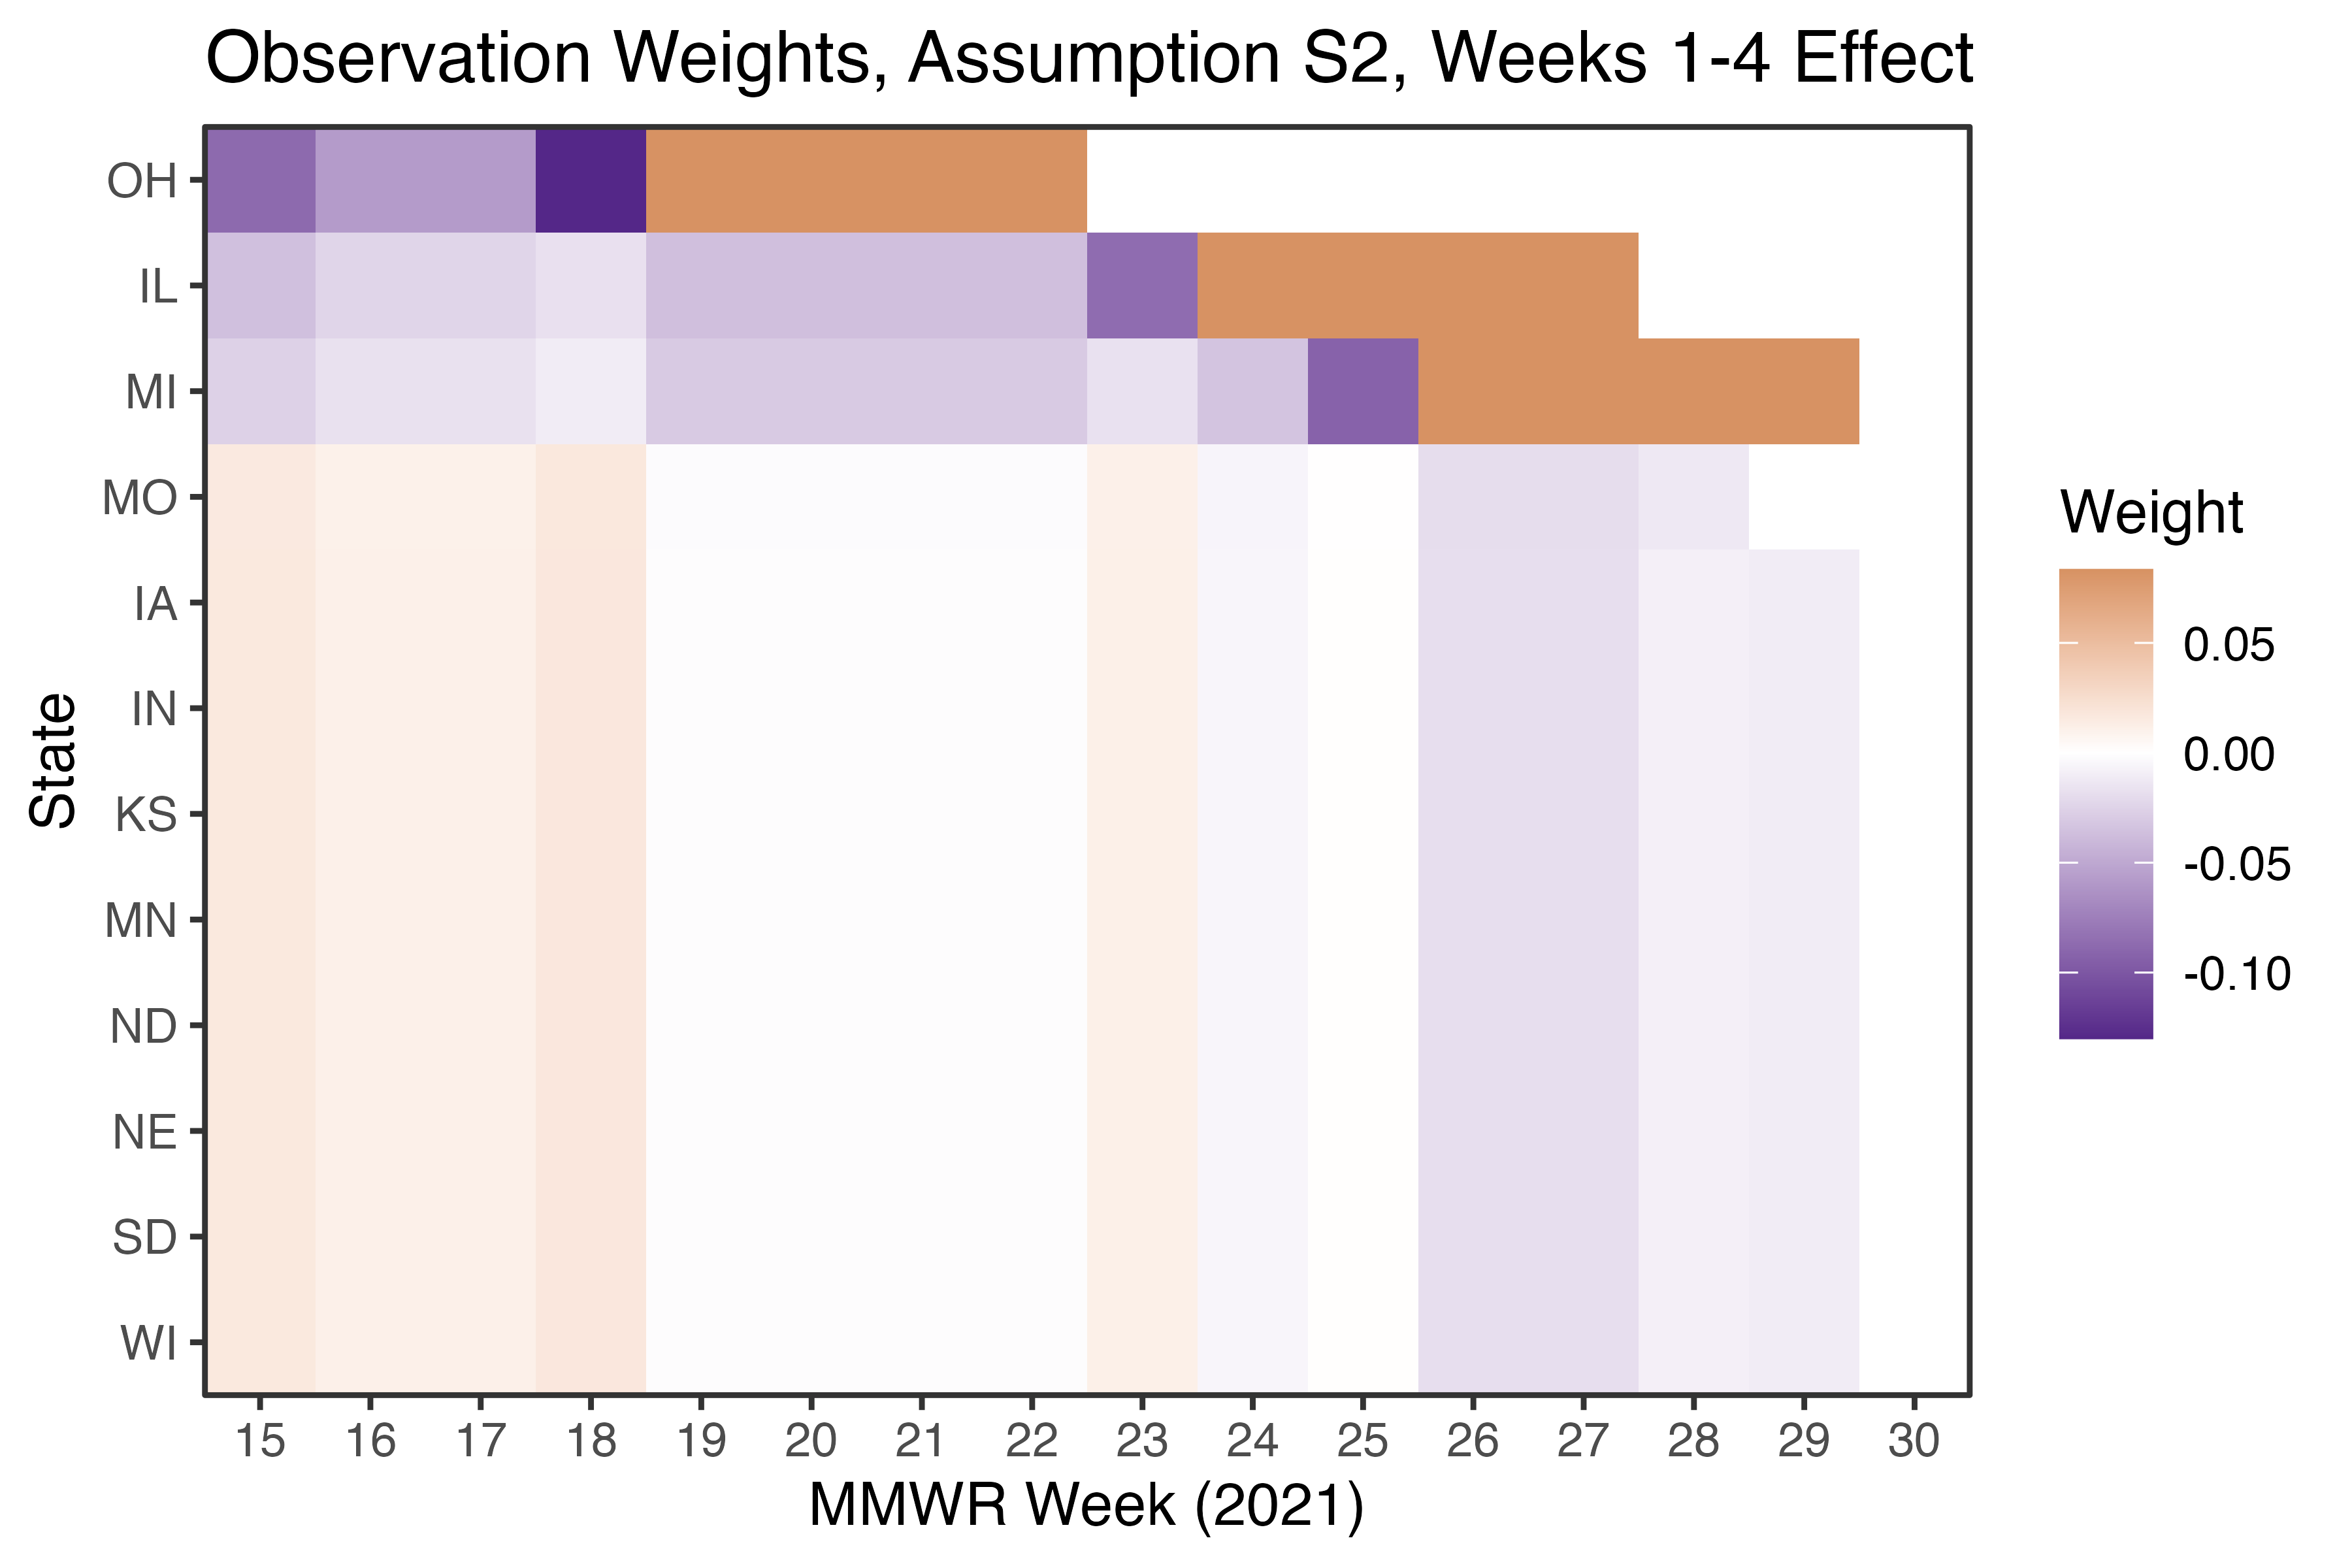 Observation Weights, Assumption S2, Weeks 1-4 Effect
OH
IL
MI
MO
IA
IN
KS
MN
ND
NE
SD
WI
State
15 16 17 18 19 20 21 22 23 24 25 26 27 28 29 30
MMWR Week (2021)
Weight
0.05
0.00
-0.05
-0.10